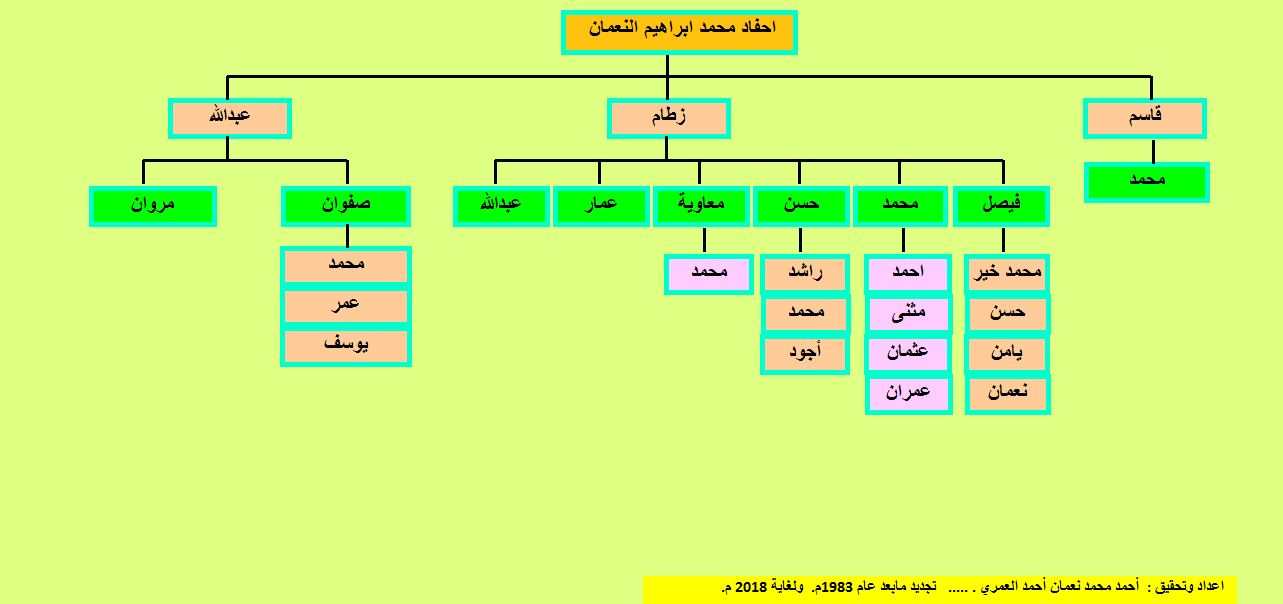 احفاد محمد ابراهيم النعمان
قاسم
زطام
عبدالله
محمد
فيصل
محمد
حسن
معاوية
عمار
عبدالله
صفوان
مروان
محمد خير
حسن
يامن
نعمان
احمد
مثنى
عثمان
عمران
راشد
محمد
أجود
محمد
محمد
عمر
يوسف
اعداد وتحقيق : أحمد محمد نعمان أحمد العمري . ..... تجديد مابعد عام 1983م. ولغاية 2018 م.